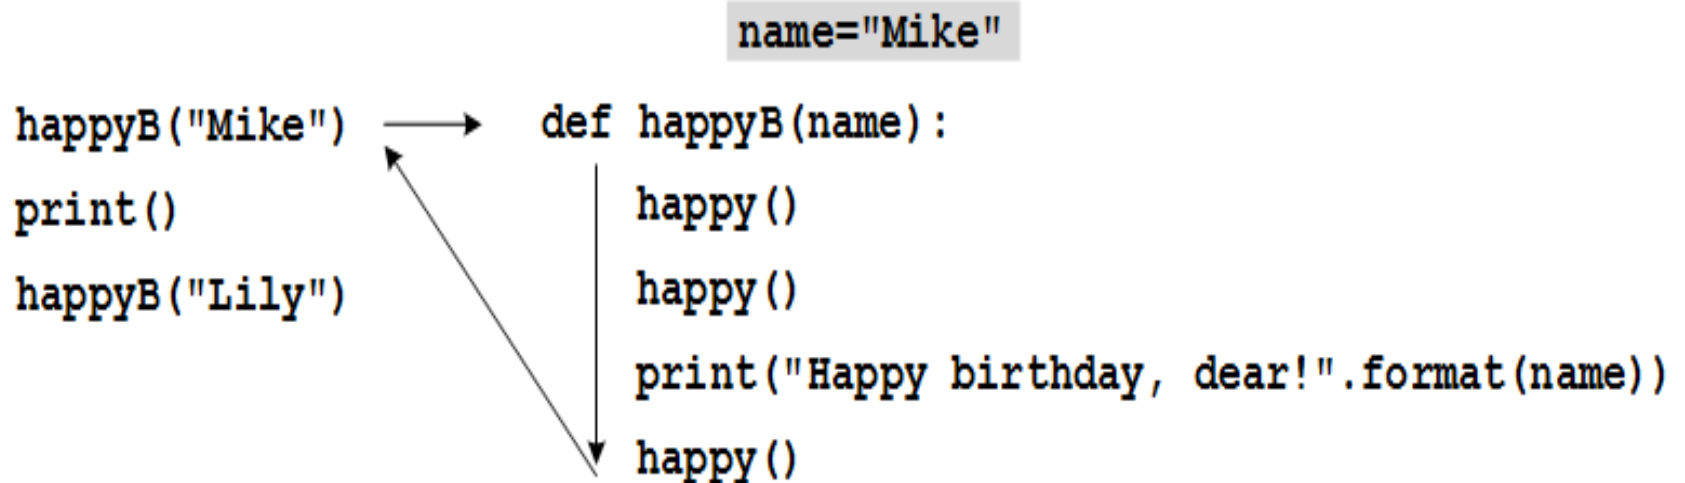 name="Mike"
happyB("Mike")
print()
happyB("Lily")
def happyB(name):
happy()
happy()
print("Happy birthday, dear!".format(name))
happy()